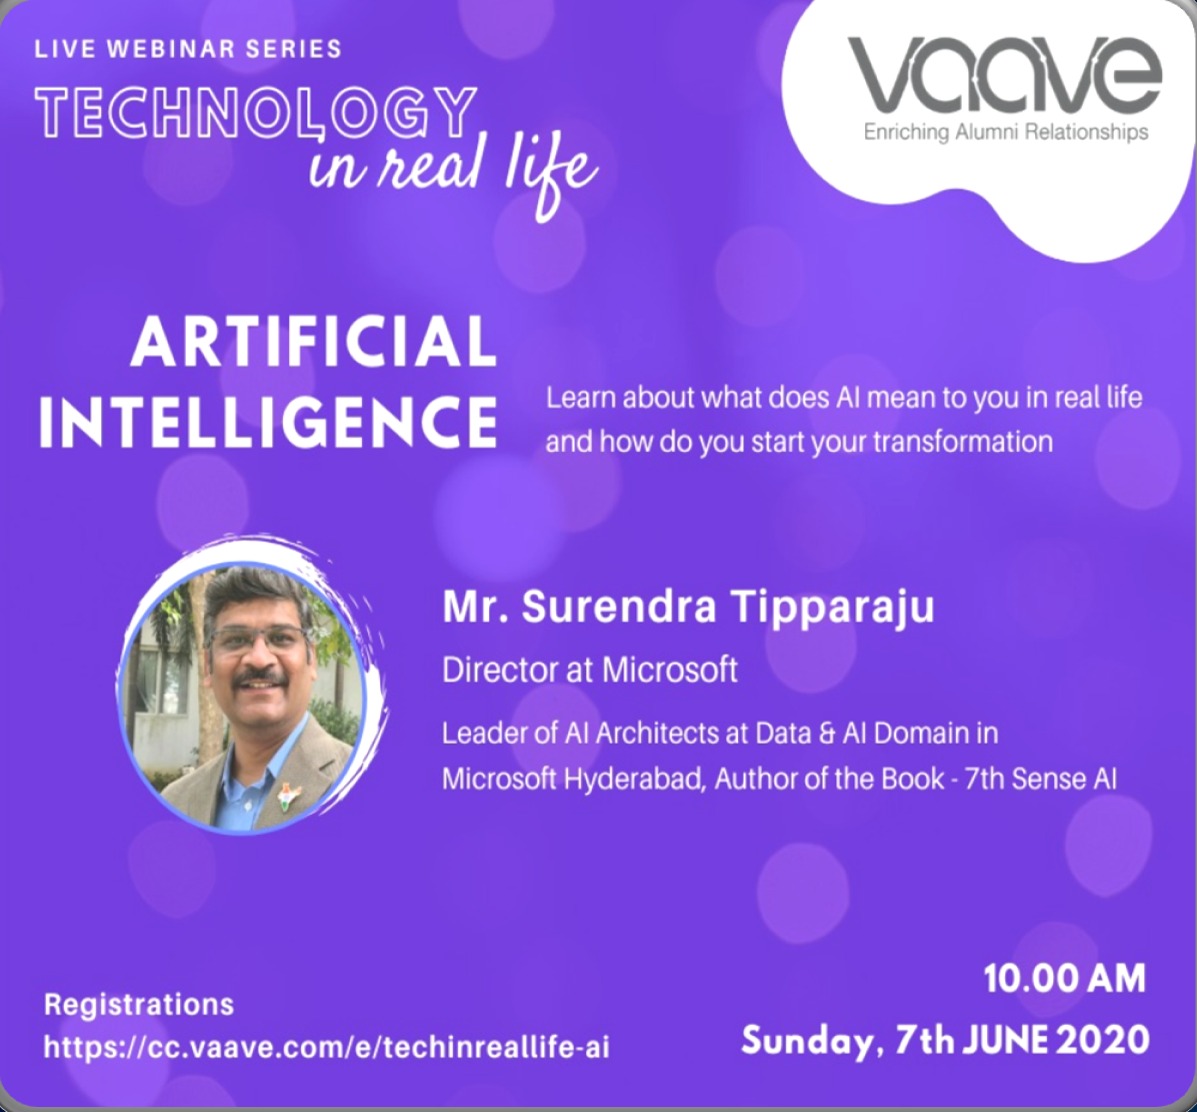 LIVE WEBINAR SERIES
TECHNOLOGY
in real life
vaave
Enriching Alumni Relationships
ARTIFICIAL
INTELLIGENCE
Learn about what does AI mean to you in real life
and how do you start your transformation
Mr. Surendra Tipparaju
Director at Microsoft
Leader of AI Architects at Data & AI Domain in
Microsoft Hyderabad, Author of the Book - 7th Sense AI
Registrations
https://cc.vaave.com/e/techinreallife-ai
10.00 AM
Sunday, 7th JUNE 2020